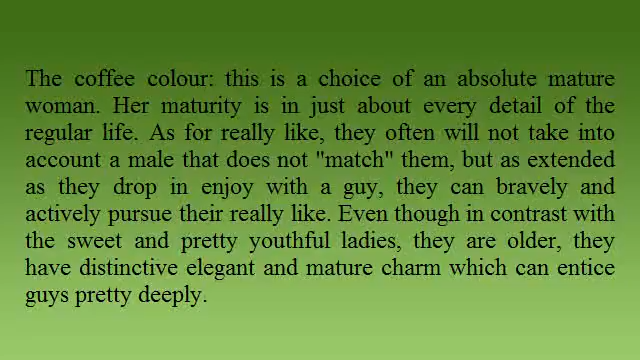 The coffee colour: this is a choice of an absolute mature
woman. Her maturity is in just about every detail of the
regular life. As for really like, they often will not take into
account a male that does not "match" them, but as extended
as they drop in enjoy with a guy, they can bravely and
actively pursue their really like. Even though in contrast with
the sweet and pretty youthful ladies, they are older, they
have distinctive elegant and mature charm which can entice
guys pretty deeply.